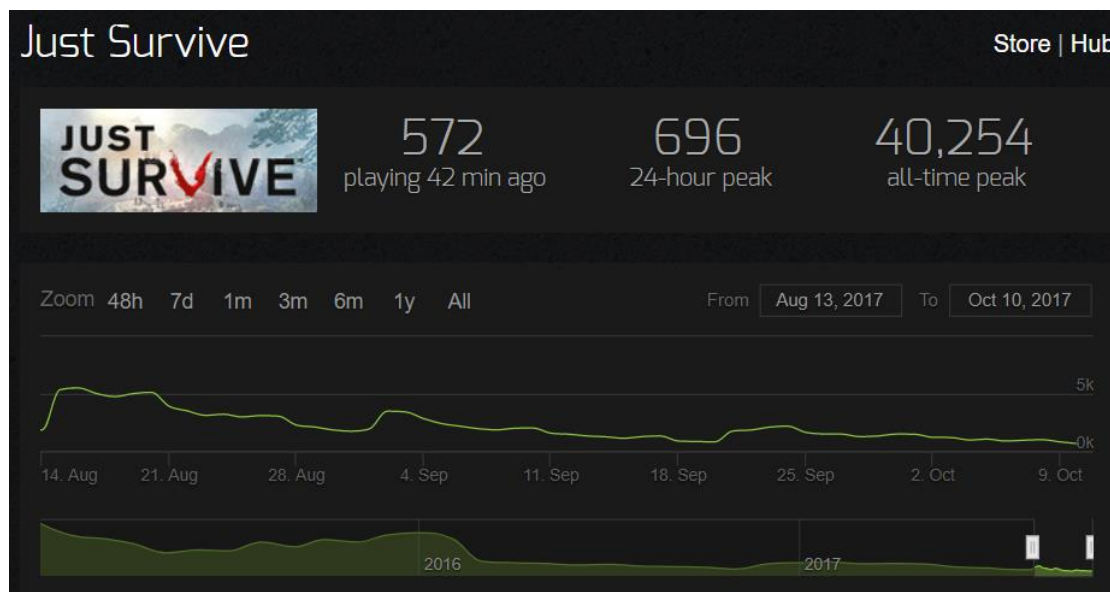 Just Survive
Store | Hub
JUST
SURVIVE
572
playing 42 min ago
696
24-hour peak
40,254
all-time peak
Zoom 48h 7d 1m 3m 6m 1y All
From Aug 13, 2017 To Oct 10, 2017
5k
0k
14. Aug 21. Aug 28. Aug 4. Sep 11. Sep 18. Sep 25. Sep 2. Oct 9. Oct
2016 2017